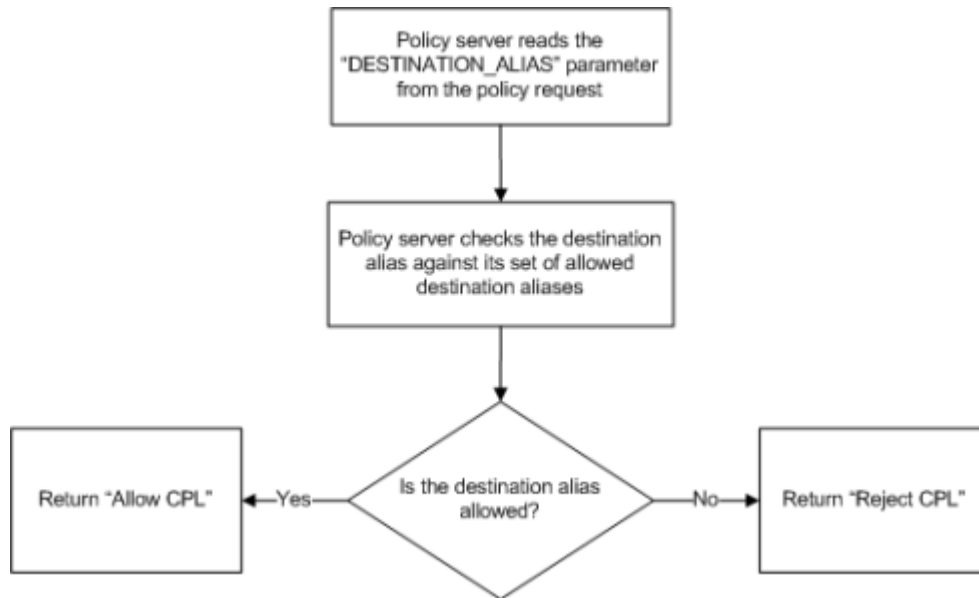 Policy server reads the
“DESTINATION_ALIAS” parameter
from the policy request
Policy server checks the destination
alias against its set of allowed
destination aliases
Is the destination alias
allowed?
Return “Allow CPL”
Yes
No
Return “Reject CPL”